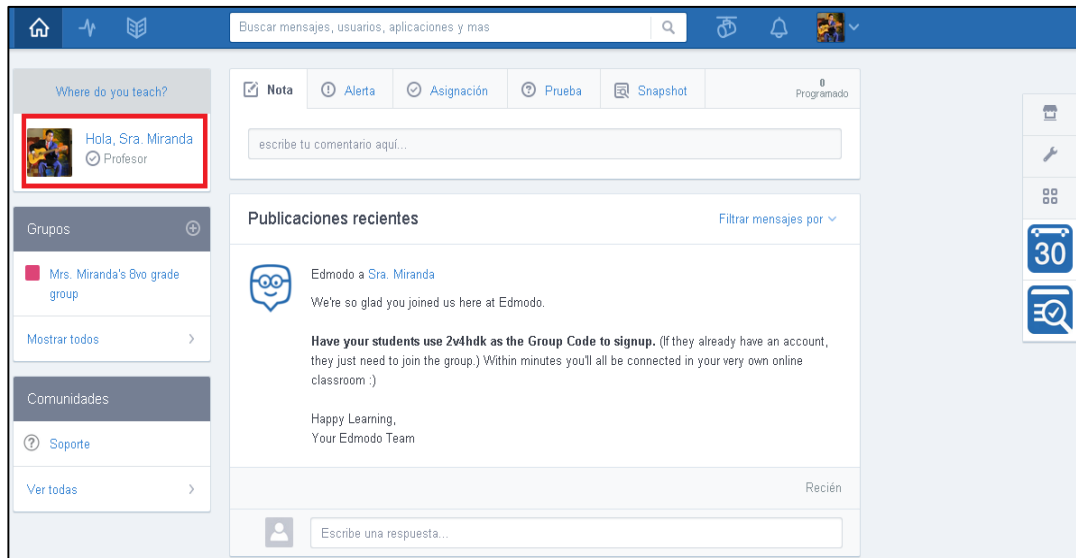 Buscar mensajes, usuarios, aplicaciones y mas
Where do you teach?
Hola, Sra. Miranda
Profesor
Grupos
Mrs. Miranda's 8vo grade
group
Mostrar todos
Comunidades
Soporte
Ver todas
Nota
Alerta
Asignación
Prueba
Snapshot
0
Programado
escribe tu comentario aquí...
Publicaciones recientes
Filtrar mensajes por
Edmodo a Sra. Miranda
We're so glad you joined us here at Edmodo.
Have your students use 2v4hdk as the Group Code to signup. (If they already have an account,
they just need to join the group.) Within minutes you'll all be connected in your very own online
classroom :)
Happy Learning,
Your Edmodo Team
Recién
Escribe una respuesta...
30